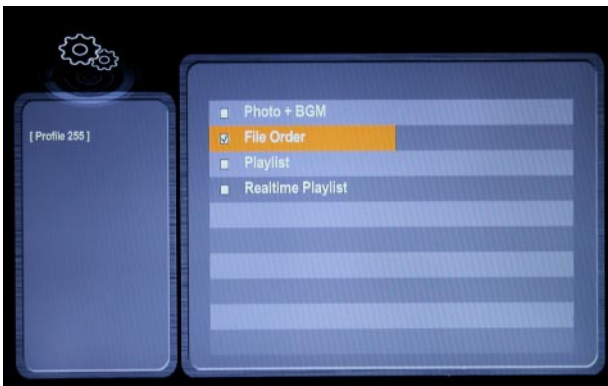 [ Profile 255 ]
Photo + BGM
File Order
Playlist
Realtime Playlist